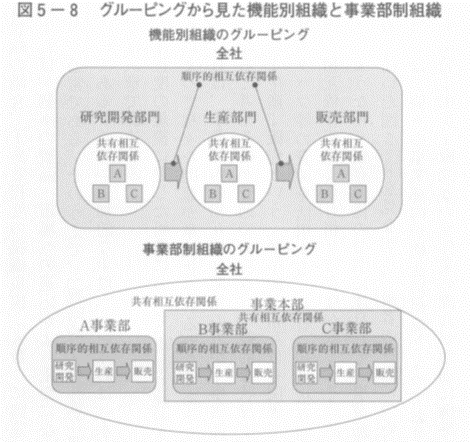 図5－8　グルーピングから見た機能別組織と事業部制組織
機能別組織のグルーピング
全社
順序的相互依存関係
研究開発部門
生産部門
販売部門
共有相互
依存関係
A
B
C
共有相互
依存関係
A
B
C
共有相互
依存関係
A
B
C
事業部制組織のグルーピング
全社
共有相互依存関係
事業本部
共有相互依存関係
A事業部
B事業部
C事業部
順序的相互依存関係
研究
開発
生産
販売
順序的相互依存関係
研究
開発
生産
販売
順序的相互依存関係
研究
開発
生産
販売